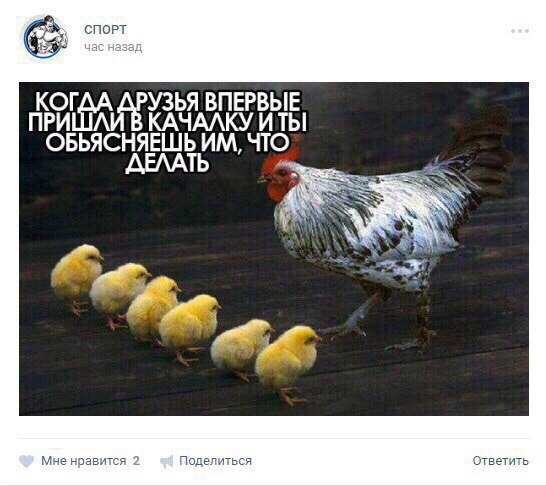 СПОРТ
час назад
КОГДА ДРУЗЬЯ ВПЕРВЫЕ
ПРИШЛИ В КАЧАЛКУ И ТЫ
ОБЬЯСНЯЕШЬ ИМ, ЧТО
ДЕЛАТЬ
Мне нравится 2 Поделиться Ответить